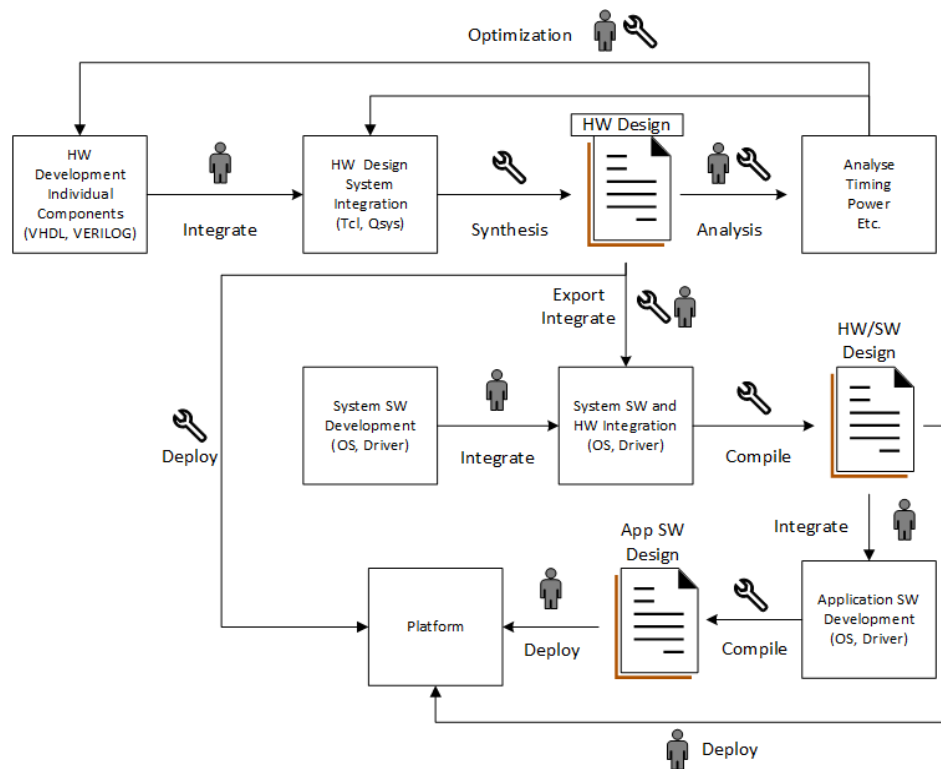 Optimization
HW
Development
Individual
Components
(VHDL, VERILOG)
Integrate
HW Design
System
Integration
(Tcl, Qsys)
Synthesis
HW Design
Analysis
Analyse
Timing
Power
Etc.
Export
Integrate
Deploy
System SW
Development
(OS, Driver)
Integrate
System SW and
HW Integration
(OS, Driver)
Compile
HW/SW
Design
Integrate
Application SW
Development
(OS, Driver)
Compile
App SW
Design
Deploy
Platform
Deploy